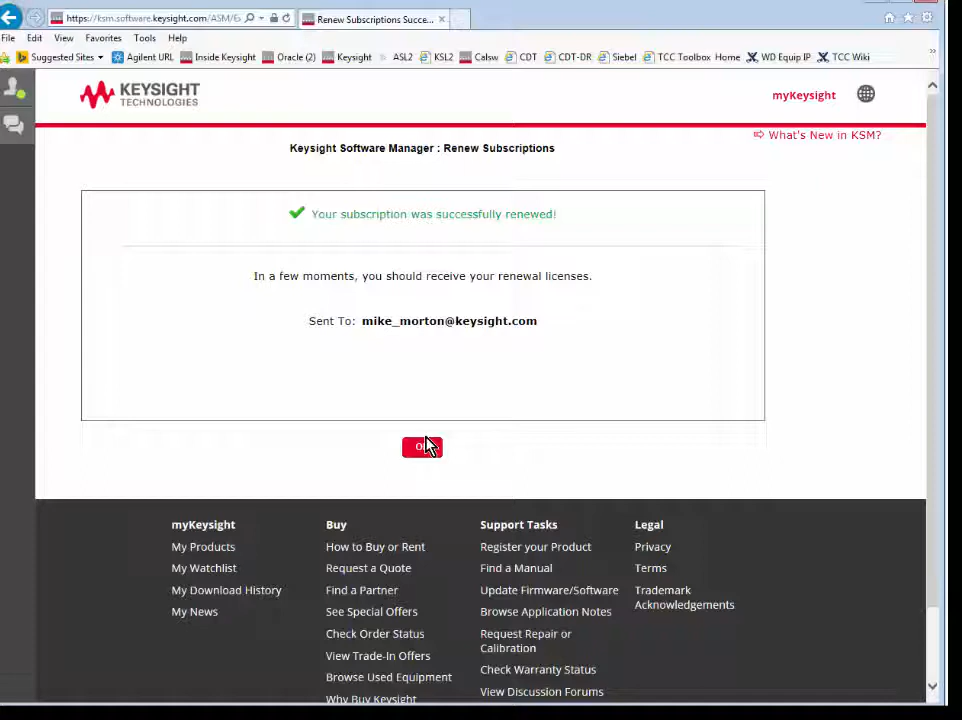 https://ksm.software.keysight.com/ASM/E
Renew Subscriptions Succe...
File Edit View Favorites Tools Help
Suggested Sites Agilent URL Inside Keysight Oracle (2) Keysight ASL2 KSL2 Calsw CDT CDT-DR Siebel TCC Toolbox Home WD Equip IP TCC Wiki
KEYSIGHT
TECHNOLOGIES
myKeysight
What's New in KSM?
Keysight Software Manager : Renew Subscriptions
Your subscription was successfully renewed!
In a few moments, you should receive your renewal licenses.
Sent To: mike_morton@keysight.com
myKeysight Buy Support Tasks Legal
My Products How to Buy or Rent Register your Product Privacy
My Watchlist Request a Quote Find a Manual Terms
My Download History Find a Partner Update Firmware/Software Trademark
Acknowledgements
My News See Special Offers Browse Application Notes
Check Order Status Request Repair or
Calibration
View Trade-In Offers Check Warranty Status
Browse Used Equipment View Discussion Forums
Why Buy Keysight